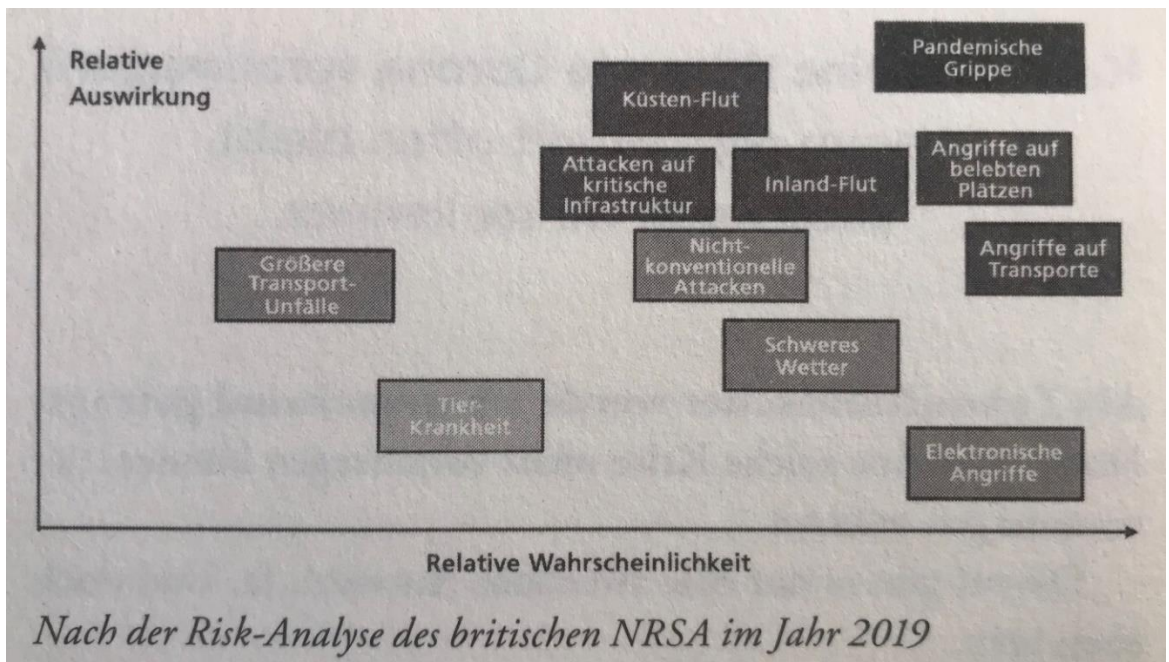 Relative
Auswirkung
Pandemische
Grippe
Küsten-Flut
Attacken auf
kritische
Infrastruktur
Inland-Flut
Angriffe auf
belebten
Plätzen
Größere
Transport-
Unfälle
Nicht-
konventionelle
Attacken
Angriffe auf
Transporte
Schweres
Wetter
Tier-
Krankheit
Elektronische
Angriffe
Relative Wahrscheinlichkeit
Nach der Risk-Analyse des britischen NRSA im Jahr 2019